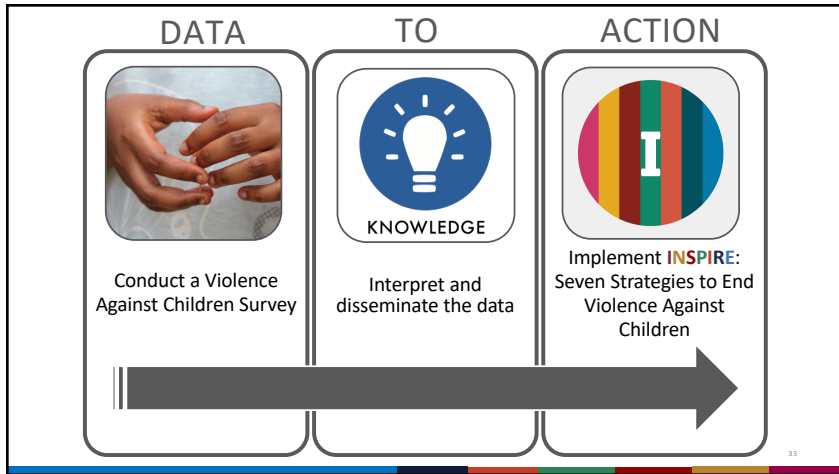 DATA
TO
ACTION
I
KNOWLEDGE
Conduct a Violence
Against Children Survey
Interpret and
disseminate the data
Implement INSPIRE:
Seven Strategies to End
Violence Against
Children
33